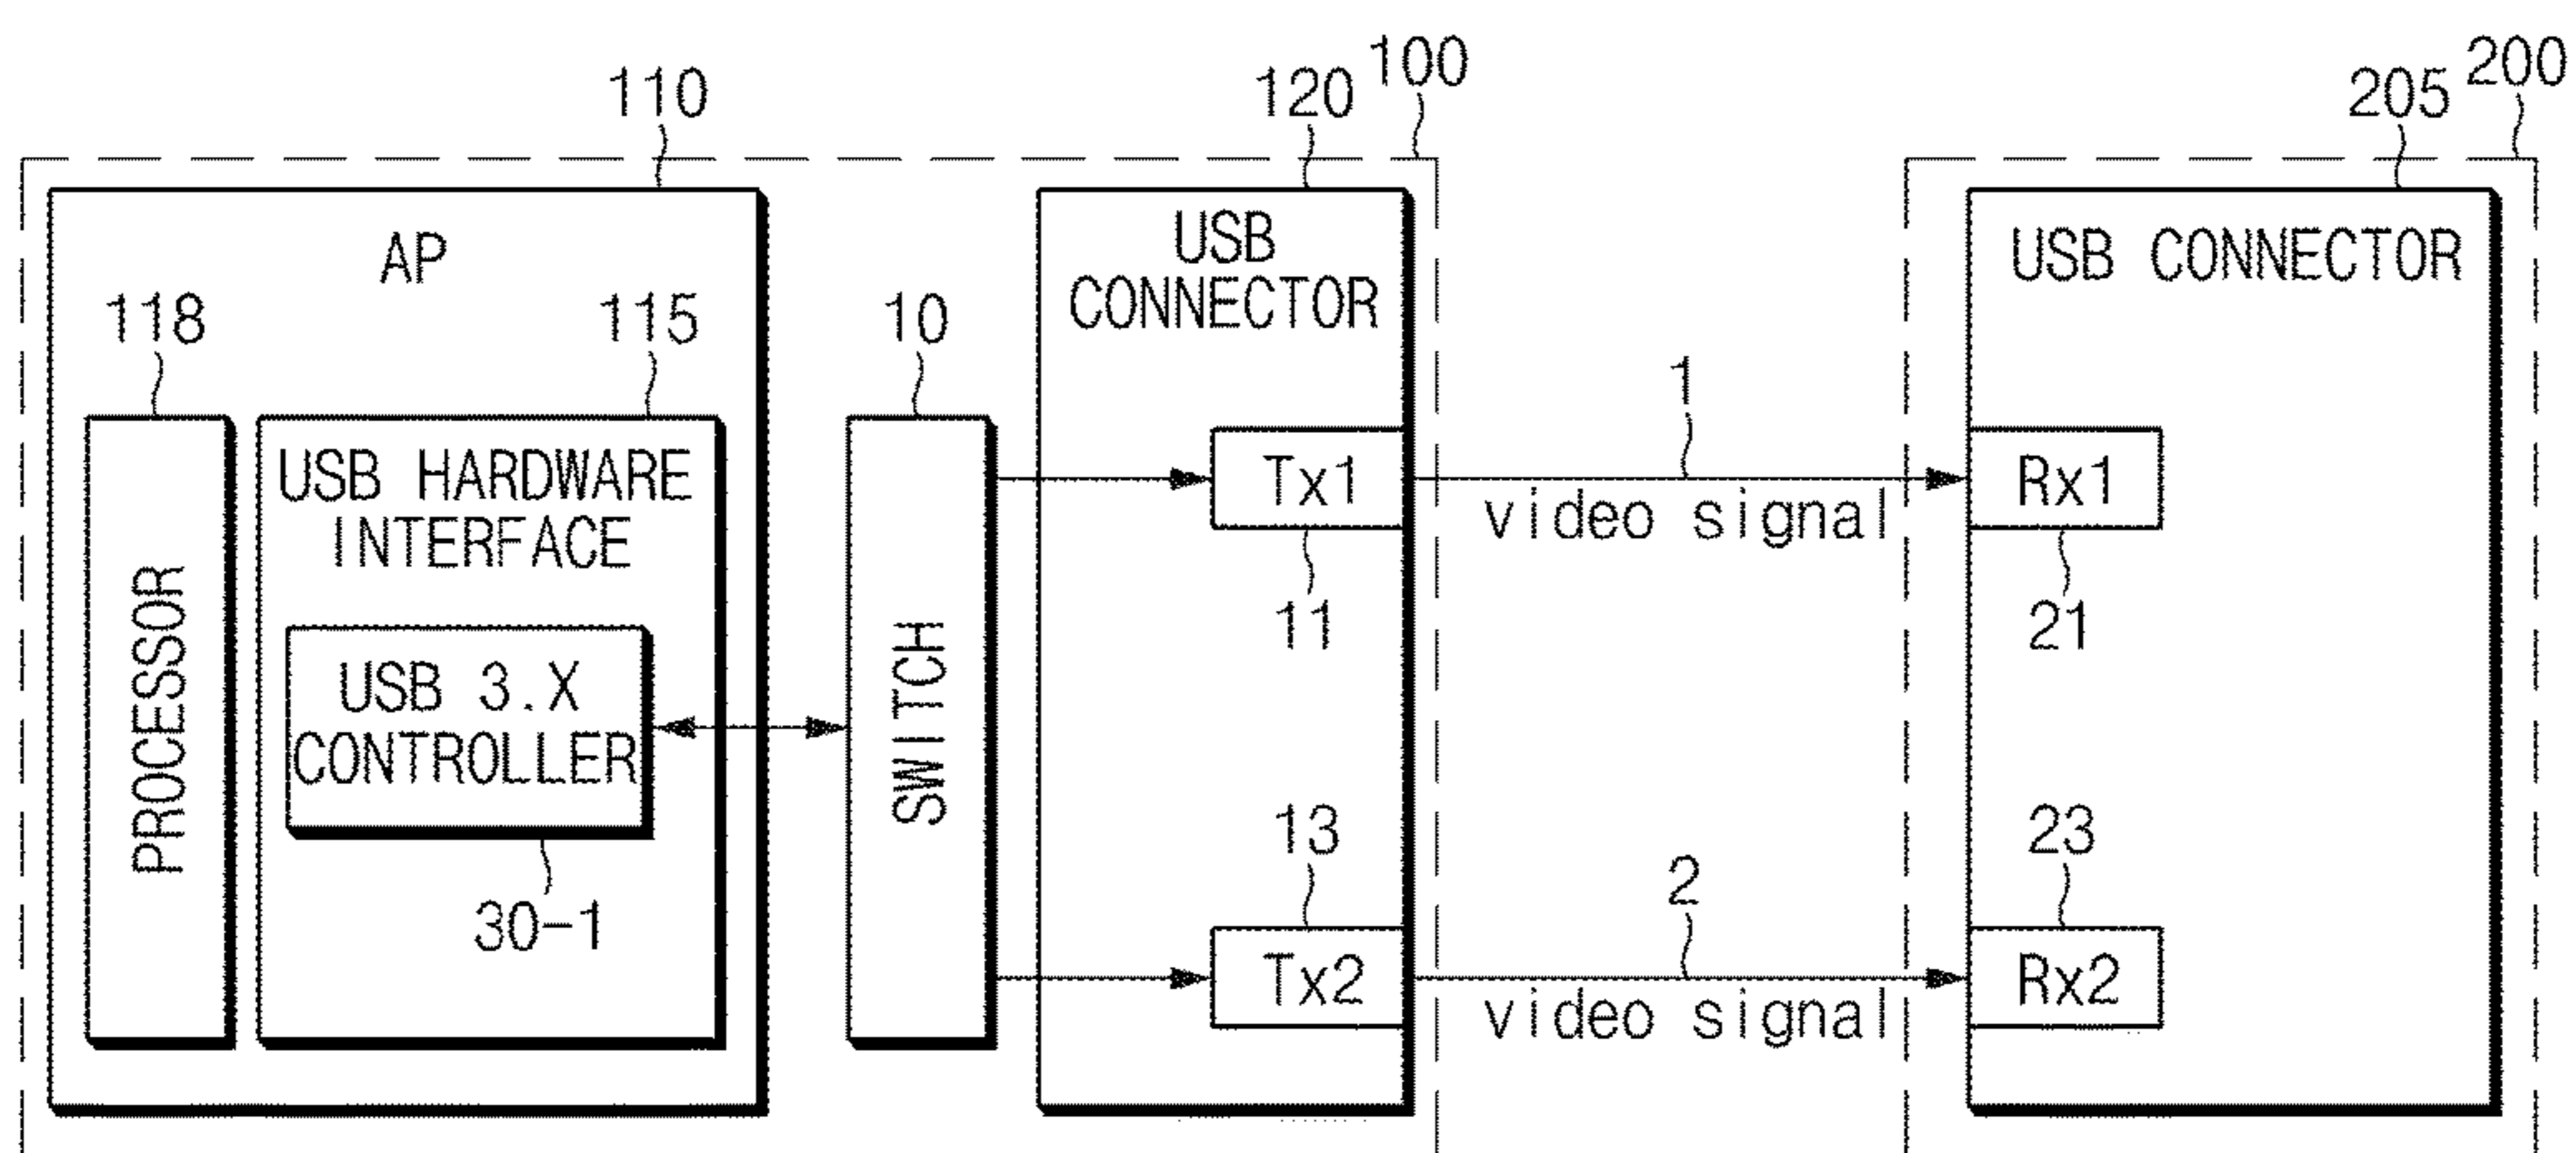 100
200
110
120
205
AP
USB
CONNECTOR
USB CONNECTOR
118
115
10
1
USB HARDWARE
INTERFACE
Tx1
Rx1
video signal
11
21
PROCESSOR
USB 3.X
CONTROLLER
SWITCH
13
23
2
30-1
Tx2
Rx2
video signal